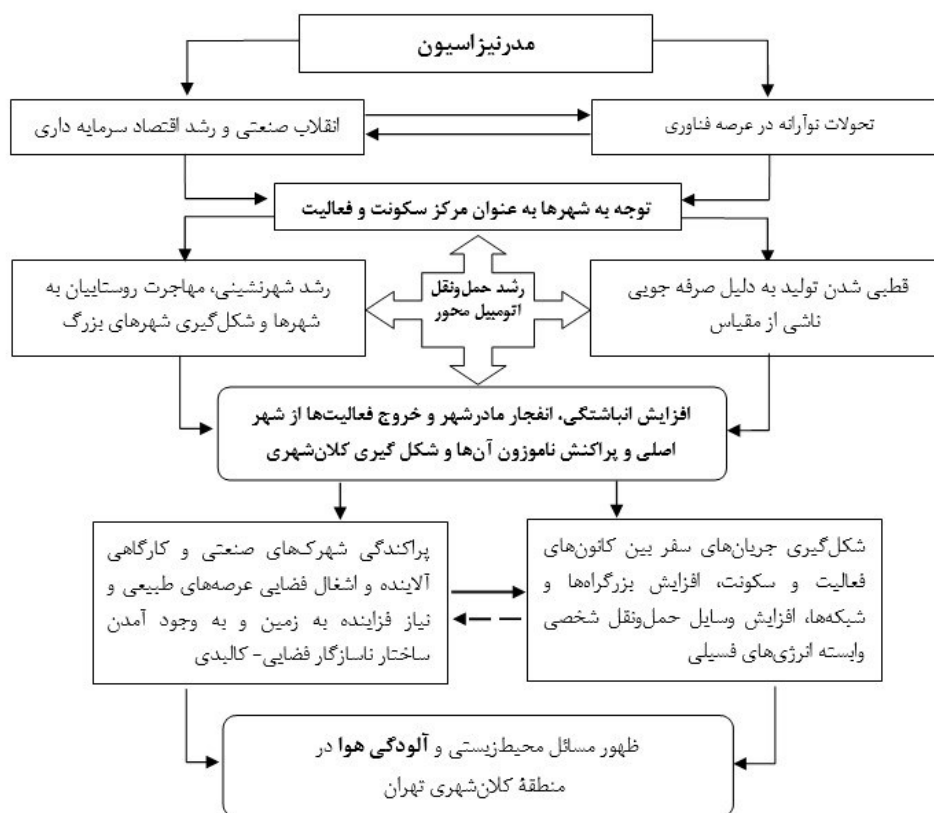 مدرنیزاسیون
تحولات نوآرانه در عرصه فناوری
انقلاب صنعتی و رشد اقتصاد سرمایه داری
توجه به شهرها به عنوان مرکز سکونت و فعالیت
قطبی شدن تولید به دلیل صرفه جویی
ناشی از مقیاس
رشد حمل‌ونقل
اتومبیل محور
رشد شهرنشینی، مهاجرت روستاییان به
شهرها و شکل‌گیری شهرهای بزرگ
افزایش انباشتگی، انفجار مادرشهر و خروج فعالیت‌ها از شهر
اصلی و پراکنش ناموزون آن‌ها و شکل گیری کلان‌شهری
شکل‌گیری جریان‌های سفر بین کانون‌های
فعالیت و سکونت، افزایش بزرگراه‌ها و
شبکه‌ها، افزایش وسایل حمل‌ونقل شخصی
وابسته انرژی‌های فسیلی
پراکندگی شهرک‌های صنعتی و کارگاهی
آلاینده و اشغال فضایی عرصه‌های طبیعی و
نیاز فزاینده به زمین و به وجود آمدن
ساختار ناسازگار فضایی- کالبدی
ظهور مسائل محیط‌زیستی و آلودگی هوا در
منطقۀ کلان‌شهری تهران